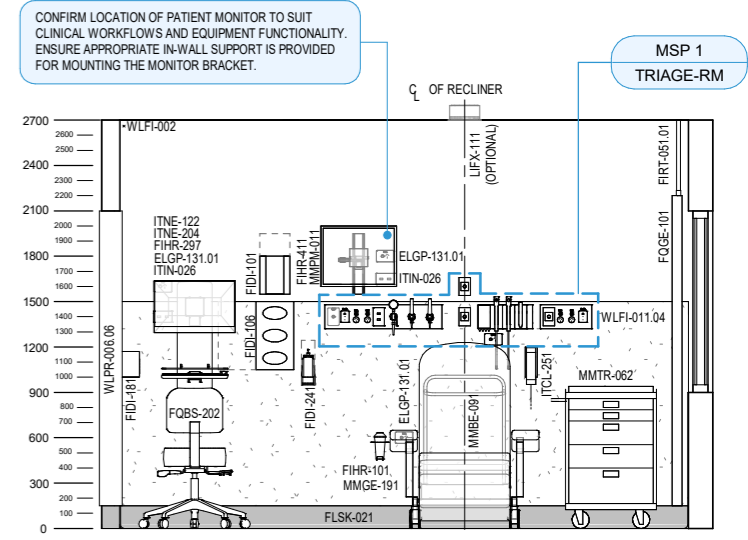 CONFIRM LOCATION OF PATIENT MONITOR TO SUIT
CLINICAL WORKFLOWS AND EQUIPMENT FUNCTIONALITY.
ENSURE APPROPRIATE IN-WALL SUPPORT IS PROVIDED
FOR MOUNTING THE MONITOR BRACKET.
MSP 1
TRIAGE-RM
℄ OF RECLINER
2700
2600
2500
2400
2300
2200
2100
2000
1900
1800
1700
1600
1500
1400
1300
1200
1100
1000
900
800
700
600
500
400
300
200
100
0
*WLFI-002
LIFX-111
(OPTIONAL)
FIRT-051.01
FQGE-101
ITNE-122
ITNE-204
FIHR-297
ELGP-131.01
ITIN-026
FIDI-101
FIHR-411
MMPM-011
ELGP-131.01
ITIN-026
WLFI-011.04
FIDI-106
WLPR-006.06
FIDI-181
FIDI-241
ELGP-131.01
MMBE-091
ITCL-251
MMTR-062
FQBS-202
FIHR-101
MMGE-191
FLSK-021